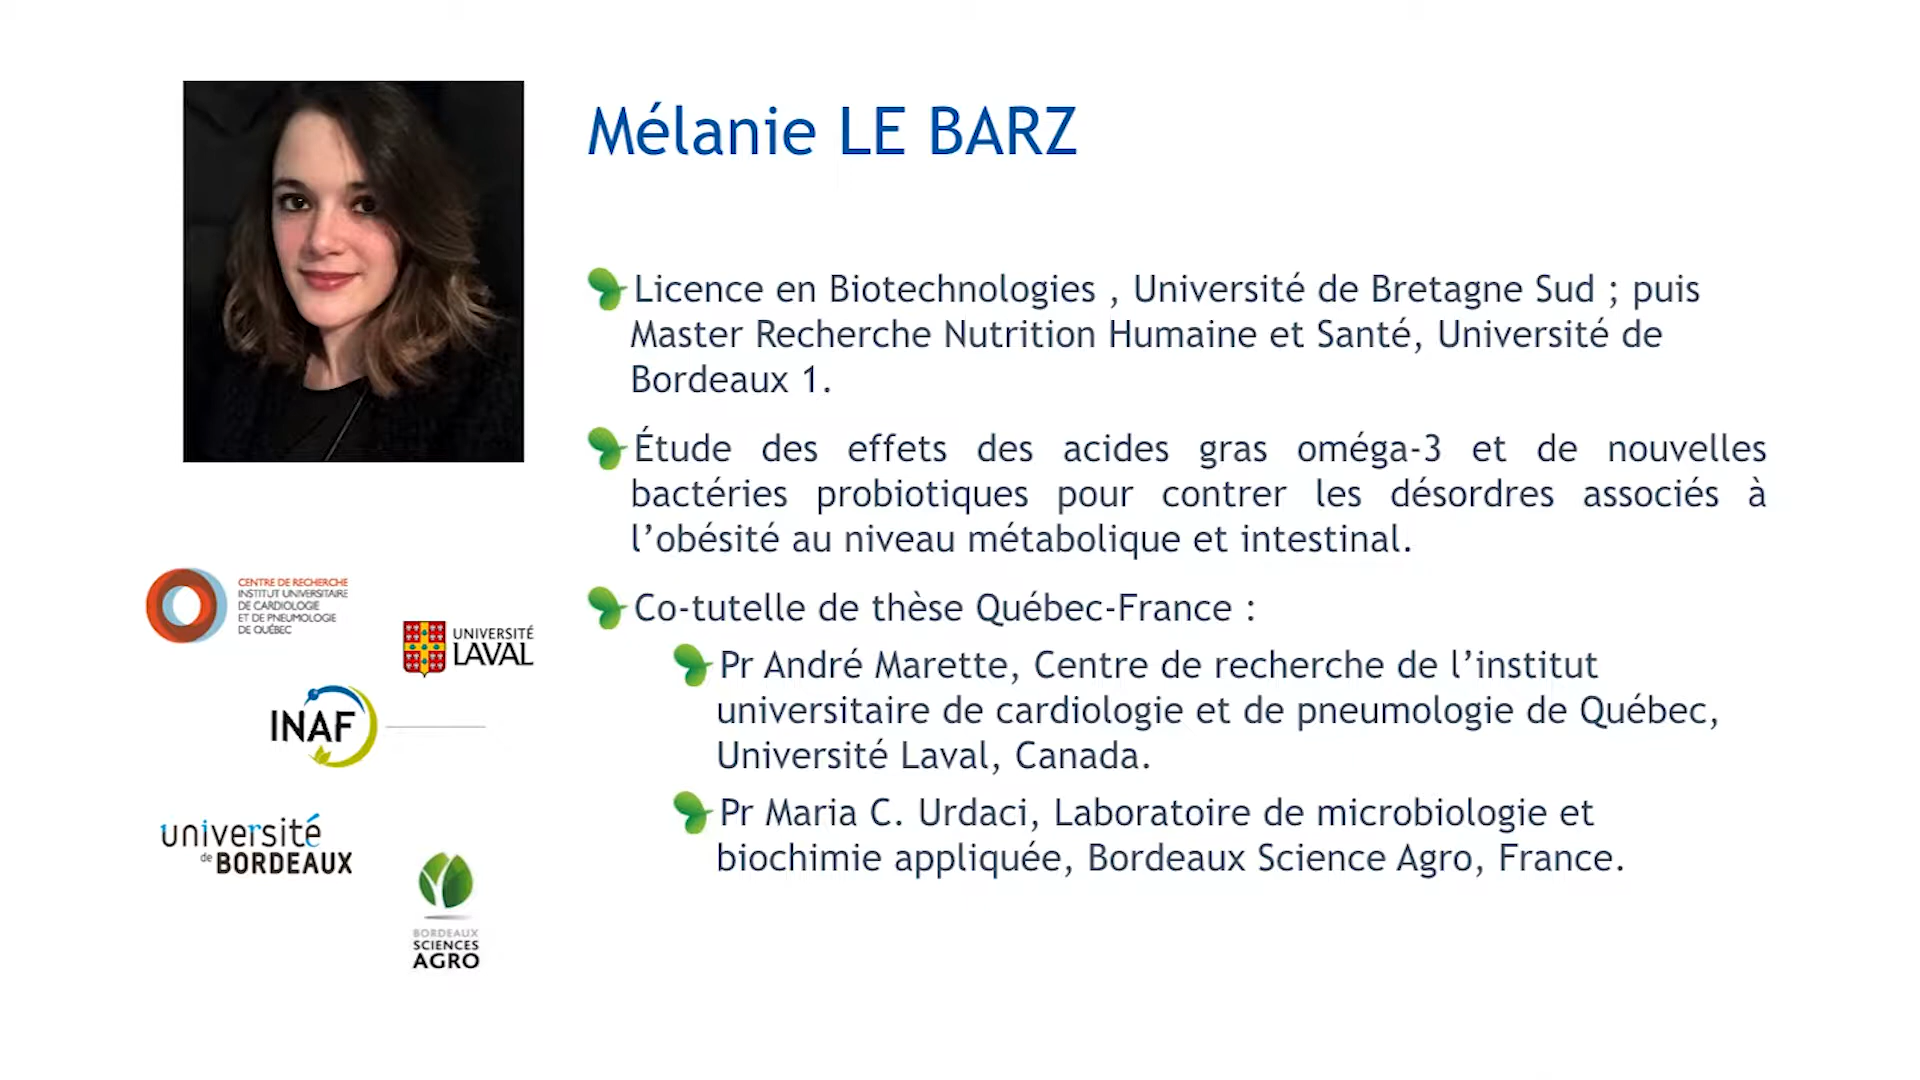 Mélanie LE BARZ
Licence en Biotechnologies , Université de Bretagne Sud ; puis
Master Recherche Nutrition Humaine et Santé, Université de
Bordeaux 1.
Étude des effets des acides gras oméga-3 et de nouvelles
bactéries probiotiques pour contrer les désordres associés à
l’obésité au niveau métabolique et intestinal.
Co-tutelle de thèse Québec-France :
Pr André Marette, Centre de recherche de l’institut
universitaire de cardiologie et de pneumologie de Québec,
Université Laval, Canada.
Pr Maria C. Urdaci, Laboratoire de microbiologie et
biochimie appliquée, Bordeaux Science Agro, France.
CENTRE DE RECHERCHE
INSTITUT UNIVERSITAIRE
DE CARDIOLOGIE
ET DE PNEUMOLOGIE
DE QUÉBEC
UNIVERSITÉ
LAVAL
INAF
université
de BORDEAUX
BORDEAUX
SCIENCES
AGRO